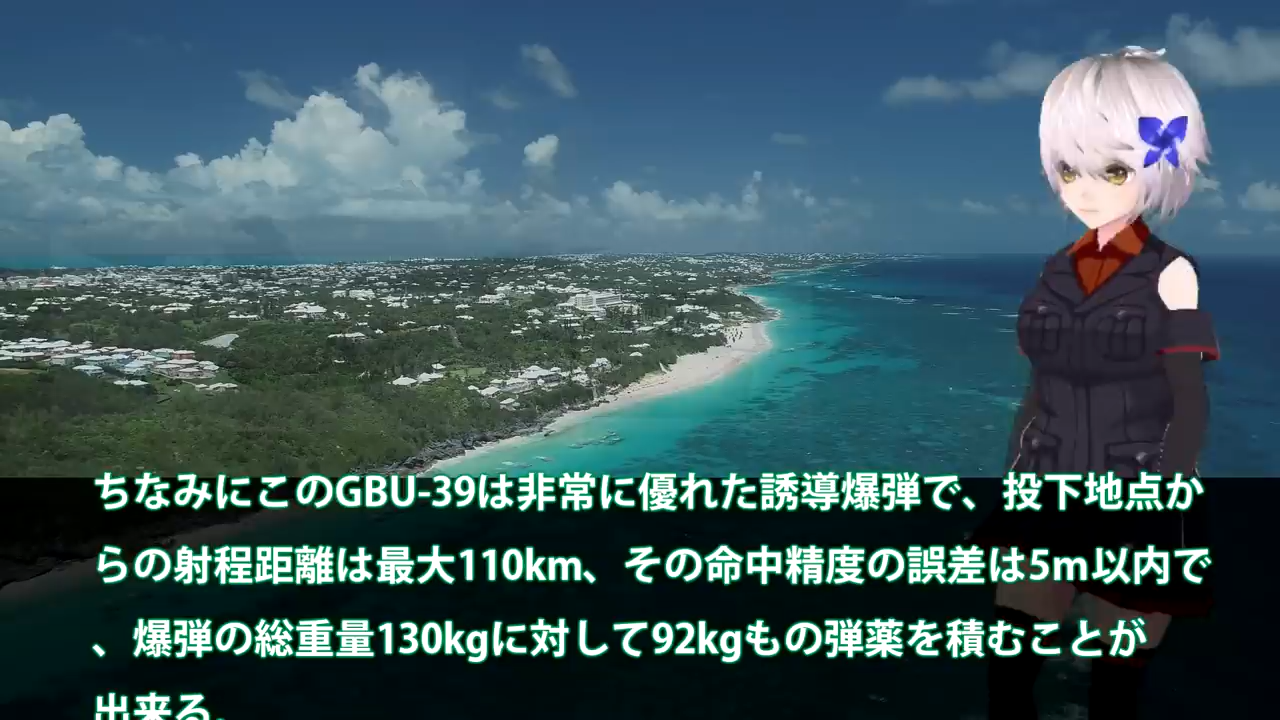 ちなみにこのGBU-39は非常に優れた誘導爆弾で、投下地点か
らの射程距離は最大110km、その命中精度の誤差は5m以内で
、爆弾の総重量130kgに対して92kgもの弾薬を積むことが
出来る。